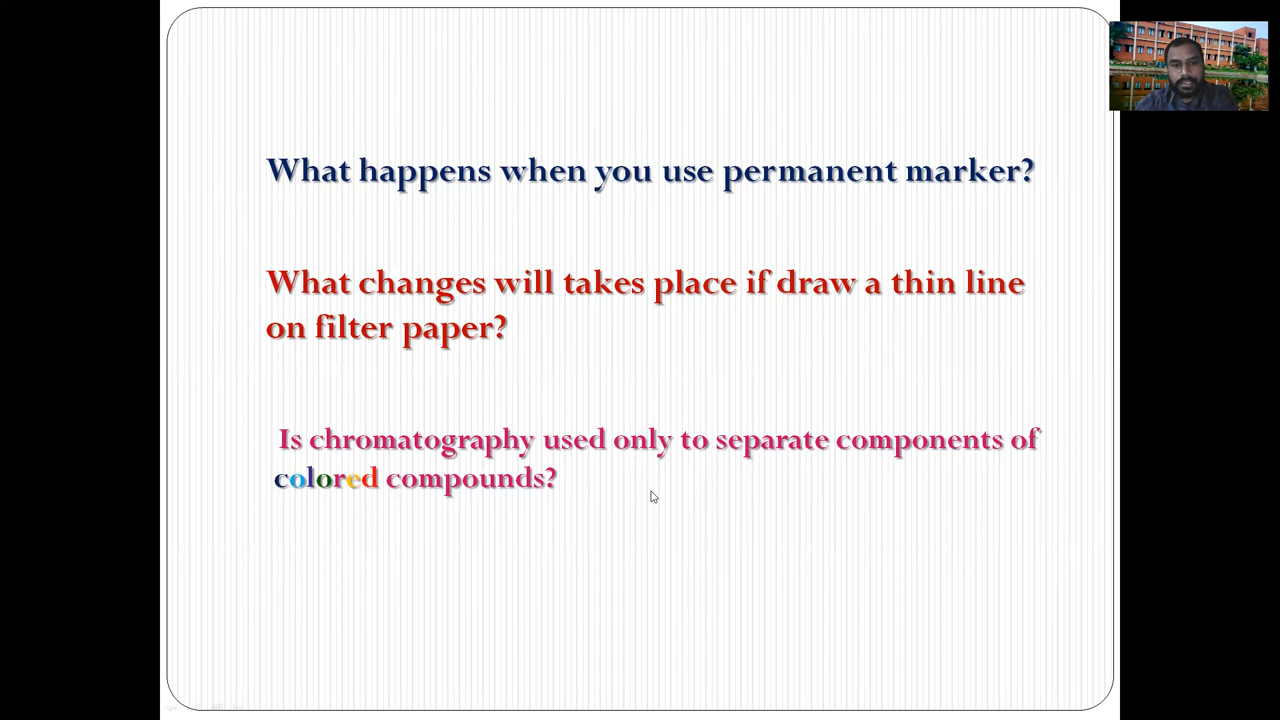 What happens when you use permanent marker?
What changes will takes place if draw a thin line
on filter paper?
Is chromatography used only to separate components of
colored compounds?